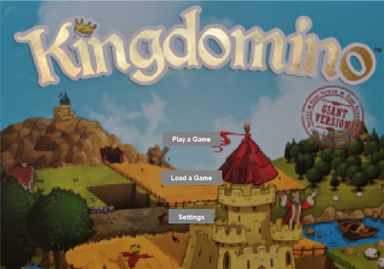 Kingdomino
GIANT
VERSION
Play a Game
Load a Game
Settings